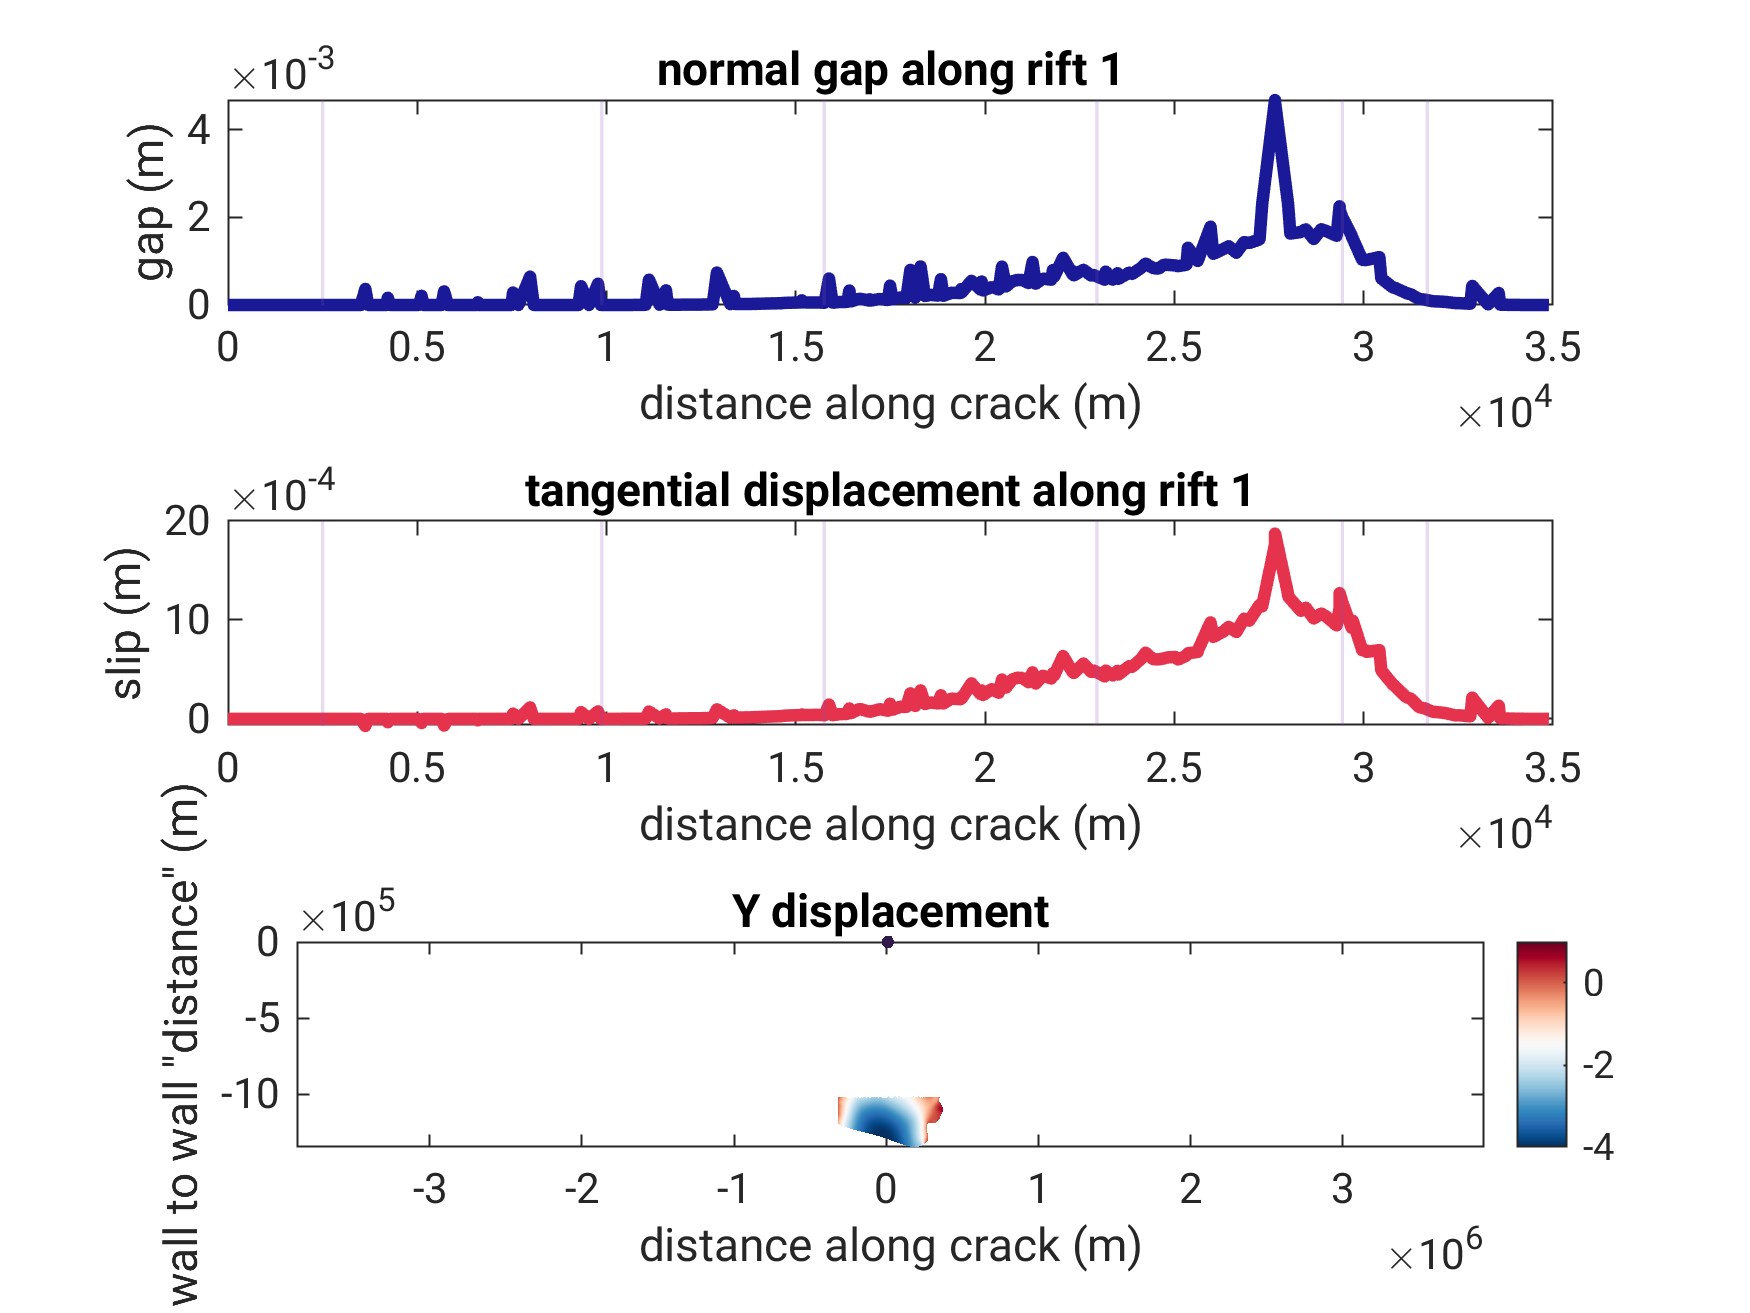 normal gap along rift 1
×10-3
gap (m)
4
2
0
0 0.5 1 1.5 2 2.5 3 3.5
distance along crack (m)
×104
tangential displacement along rift 1
×10-4
slip (m)
20
10
0
0 0.5 1 1.5 2 2.5 3 3.5
distance along crack (m)
×104
Y displacement
×105
wall to wall "distance" (m)
0
-5
-10
-3 -2 -1 0 1 2 3
distance along crack (m)
×106
0
-2
-4